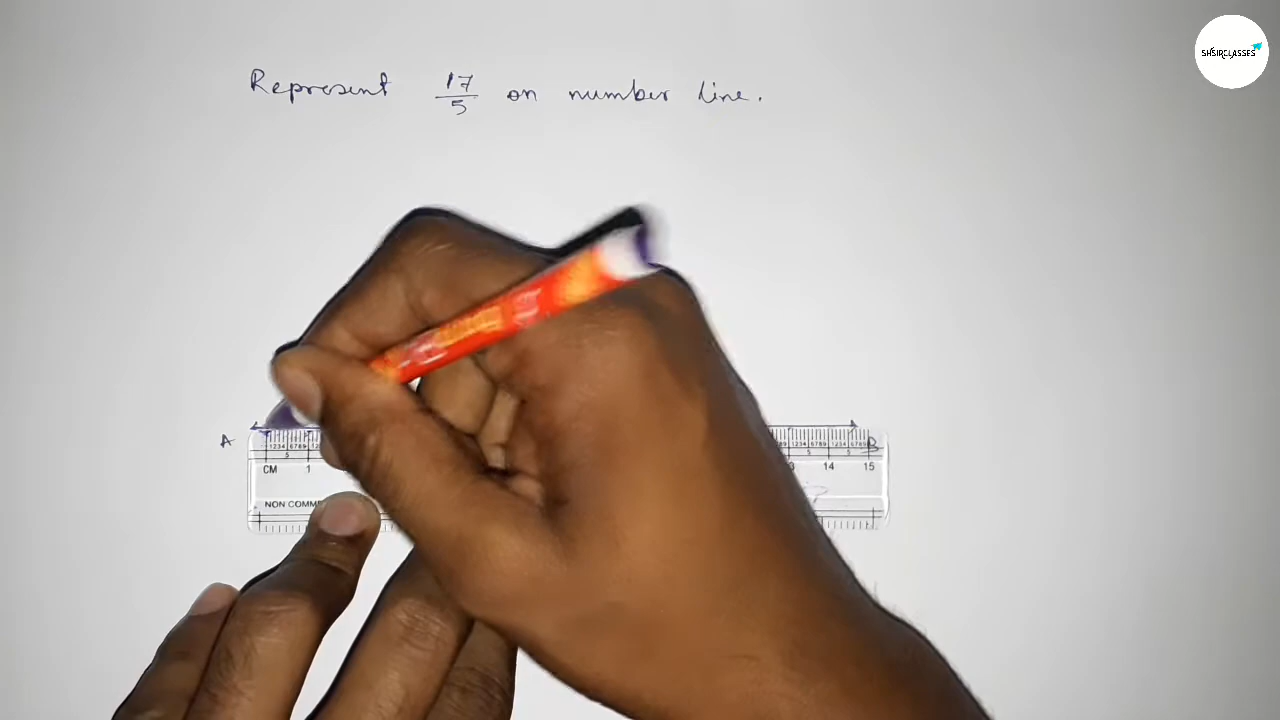 SHSIRCLASSES
Represent 17/5 on number line.
A B
CM 1 14 15
NON COMME